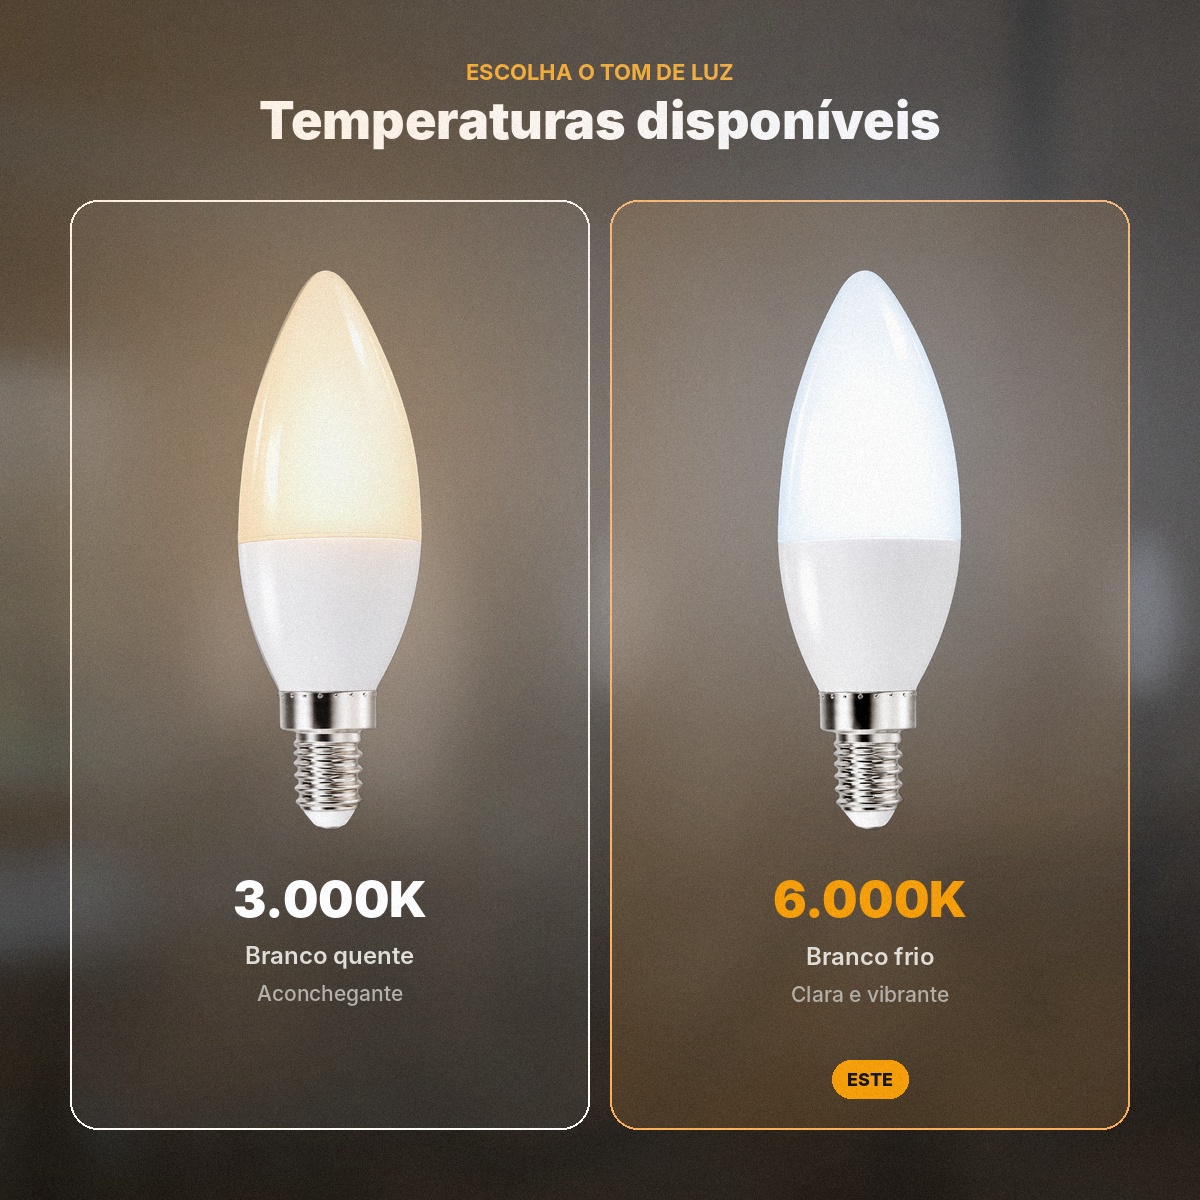 ESCOLHA O TOM DE LUZ
Temperaturas disponíveis
3.000K
Branco quente
Aconchegante
6.000K
Branco frio
Clara e vibrante
ESTE